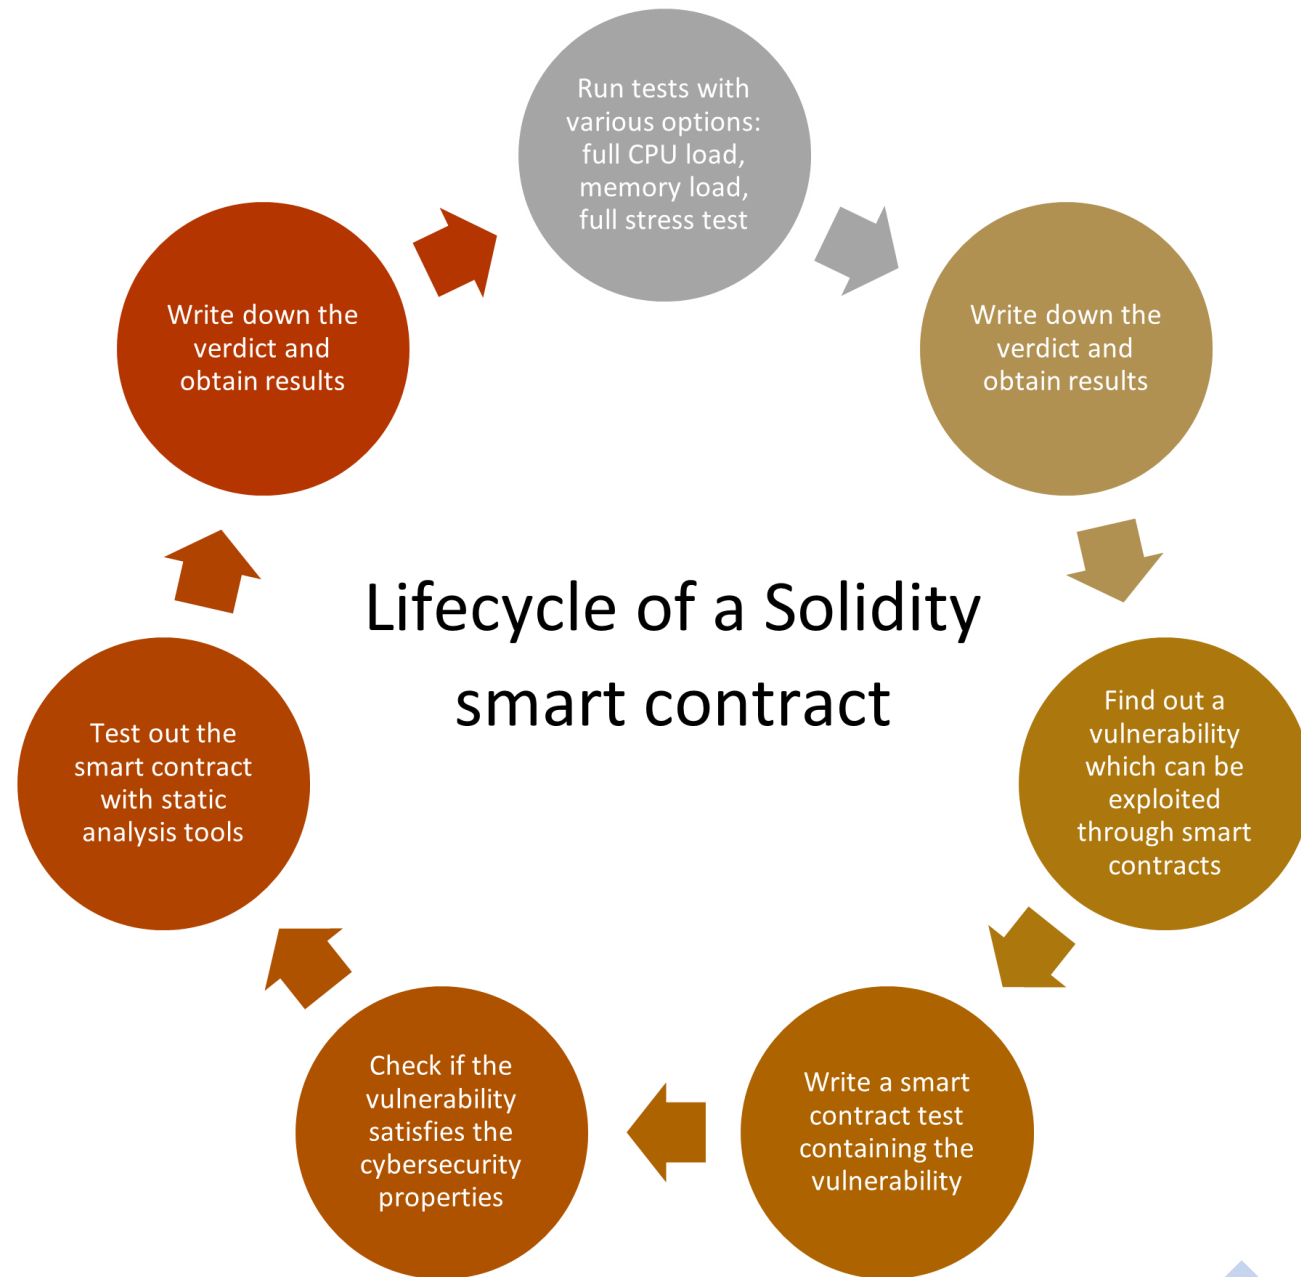 Run tests with
various options:
full CPU load,
memory load,
full stress test
Write down the
verdict and
obtain results
Find out a
vulnerability
which can be
exploited
through smart
contracts
Write a smart
contract test
containing the
vulnerability
Check if the
vulnerability
satisfies the
cybersecurity
properties
Test out the
smart contract
with static
analysis tools
Write down the
verdict and
obtain results
Lifecycle of a Solidity
smart contract